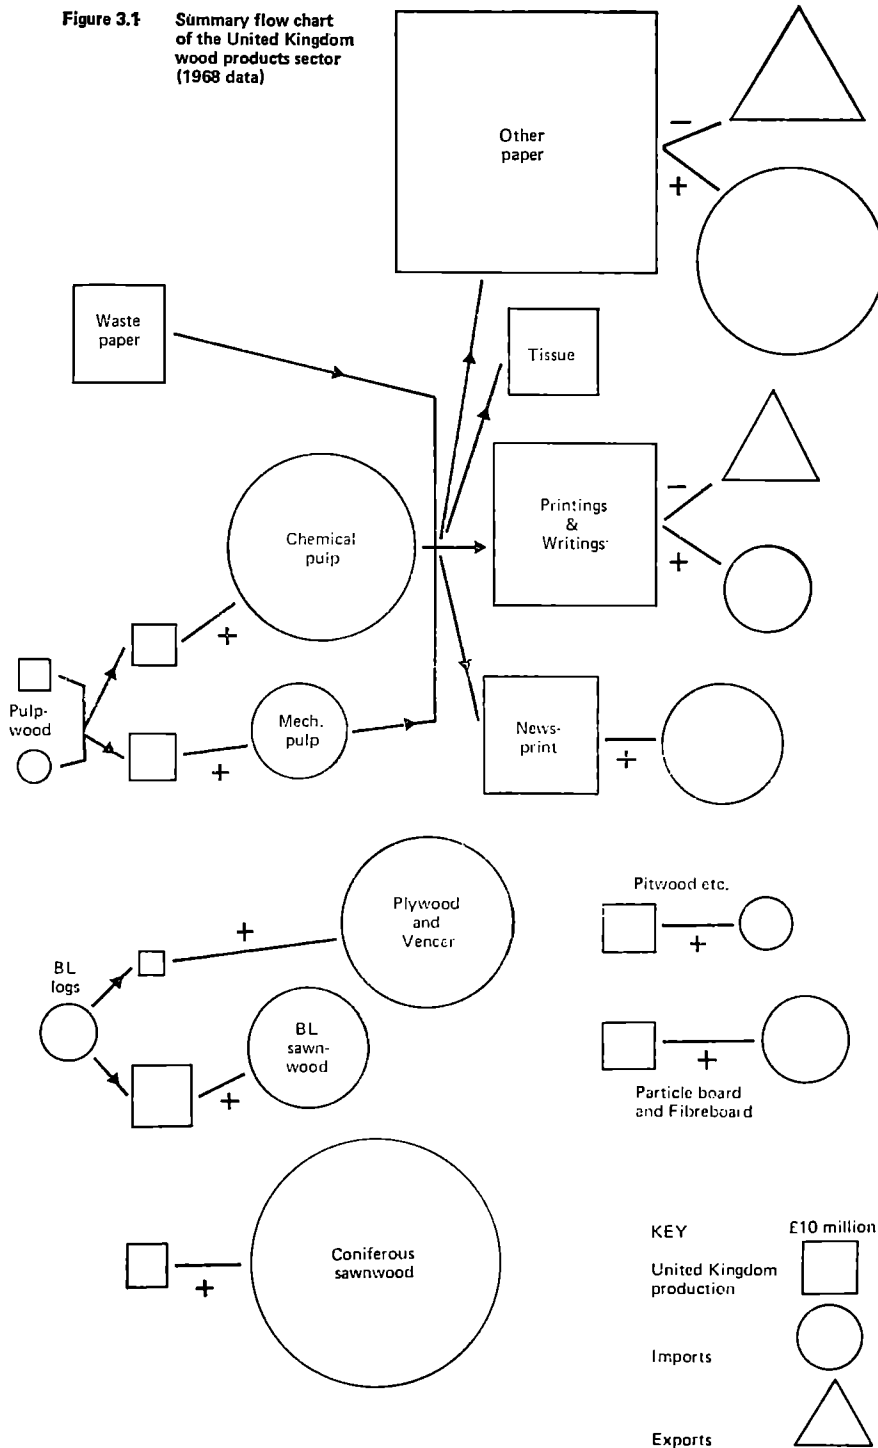 Figure 3.1 Summary flow chart
of the United Kingdom
wood products sector
(1968 data)
Other
paper
−
+
Waste
paper
Tissue
Printings
&
Writings
−
+
Chemical
pulp
+
Pulp-
wood
Mech.
pulp
+
News-
print
+
Plywood
and
Veneer
+
BL
logs
BL
sawn-
wood
+
Pitwood etc.
+
+
Particle board
and Fibreboard
Coniferous
sawnwood
+
KEY £10 million
United Kingdom
production
Imports
Exports